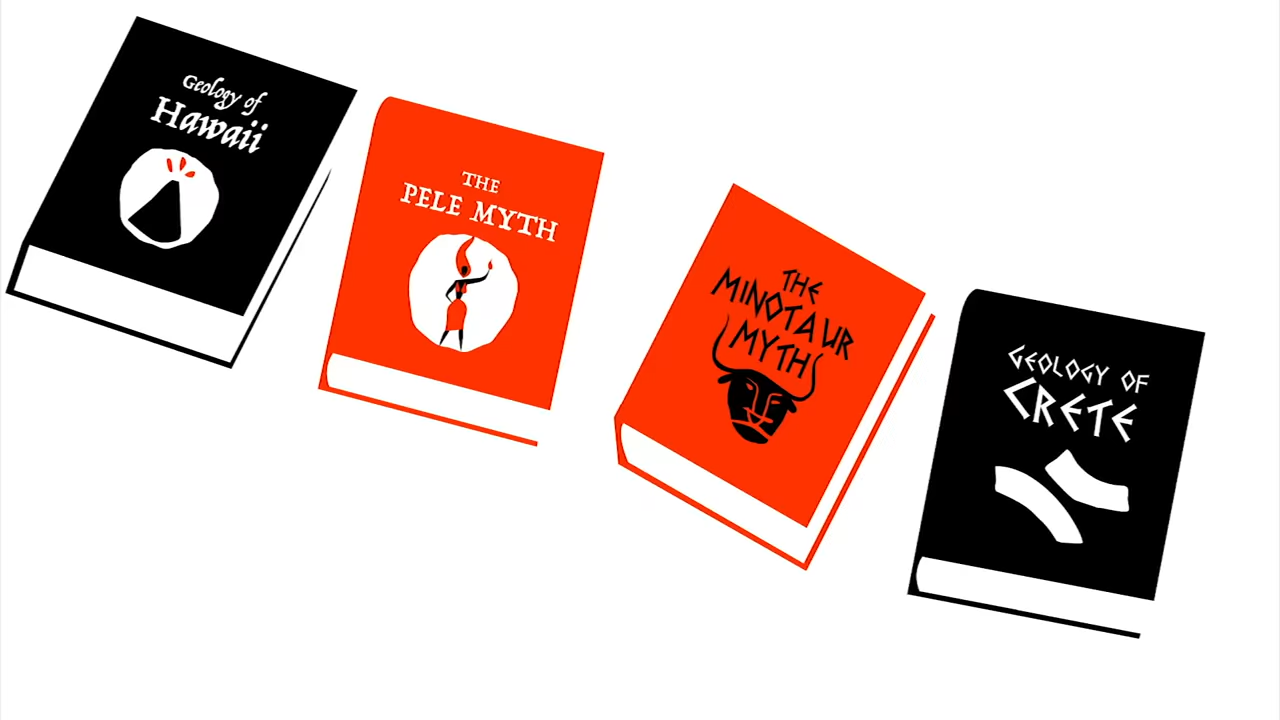 Geology of
Hawaii
THE
PELE MYTH
THE
MINOTAUR
MYTH
GEOLOGY OF
CRETE